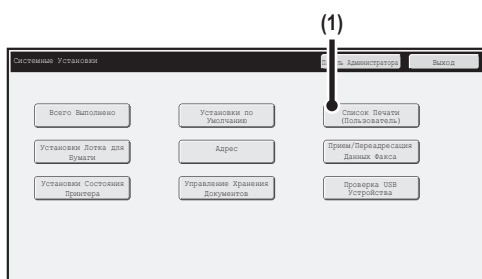 (1)
Системные Установки
Администратора
Выход
Всего Выполнено
Установки по
Умолчанию
Список Печати
(Пользователь)
Установки Лотка для
Бумаги
Адрес
Прием/Переадресация
Данных Факса
Установки Состояния
Принтера
Управление Хранения
Документов
Проверка USB
Устройства